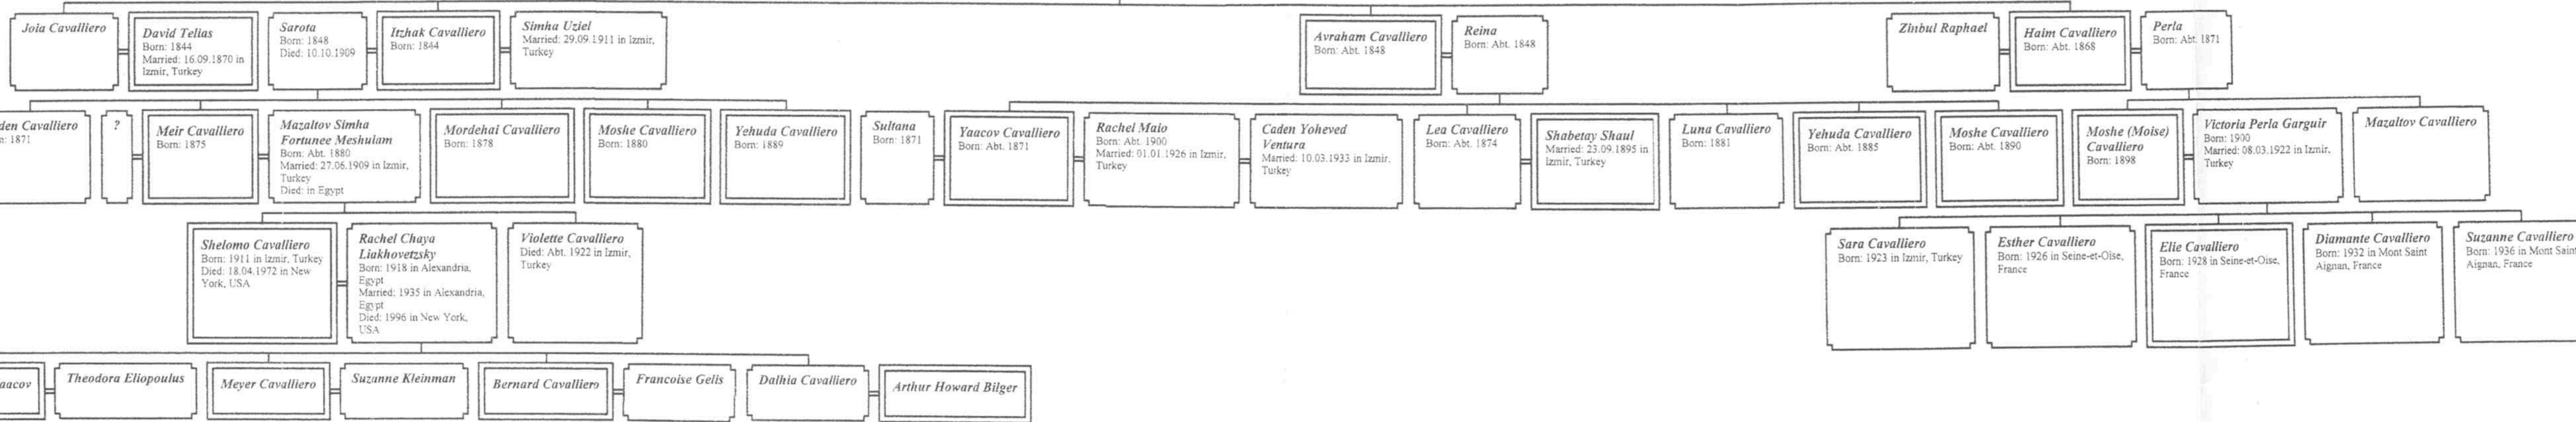 Joia Cavalliero
David Telias
Born: 1844
Married: 16.09.1870 in
Izmir, Turkey
Sarota
Born: 1848
Died: 10.10.1909
Itzhak Cavalliero
Born: 1844
Simha Uziel
Married: 29.09.1911 in Izmir,
Turkey
Avraham Cavalliero
Born: Abt. 1848
Reina
Born: Abt. 1848
Zinbul Raphael
Haim Cavalliero
Born: Abt. 1868
Perla
Born: Abt. 1871
den Cavalliero
n: 1871
?
Meir Cavalliero
Born: 1875
Mazaltov Simha
Fortunee Meshulam
Born: Abt. 1880
Married: 27.06.1909 in Izmir,
Turkey
Died: in Egypt
Mordehai Cavalliero
Born: 1878
Moshe Cavalliero
Born: 1880
Yehuda Cavalliero
Born: 1889
Sultana
Born: 1871
Yaacov Cavalliero
Born: Abt. 1871
Rachel Maio
Born: Abt. 1900
Married: 01.01.1926 in Izmir,
Turkey
Caden Yoheved
Ventura
Married: 10.03.1933 in Izmir,
Turkey
Lea Cavalliero
Born: Abt. 1874
Shabetay Shaul
Married: 23.09.1895 in
Izmir, Turkey
Luna Cavalliero
Born: 1881
Yehuda Cavalliero
Born: Abt. 1885
Moshe Cavalliero
Born: Abt. 1890
Moshe (Moise)
Cavalliero
Born: 1898
Victoria Perla Garguir
Born: 1900
Married: 08.03.1922 in Izmir,
Turkey
Mazaltov Cavalliero
Shelomo Cavalliero
Born: 1911 in Izmir, Turkey
Died: 18.04.1972 in New
York, USA
Rachel Chaya
Liakhovetzsky
Born: 1918 in Alexandria,
Egypt
Married: 1935 in Alexandria,
Egypt
Died: 1996 in New York,
USA
Violette Cavalliero
Died: Abt. 1922 in Izmir,
Turkey
Sara Cavalliero
Born: 1923 in Izmir, Turkey
Esther Cavalliero
Born: 1926 in Seine-et-Oise,
France
Elie Cavalliero
Born: 1928 in Seine-et-Oise,
France
Diamante Cavalliero
Born: 1932 in Mont Saint
Aignan, France
Suzanne Cavalliero
Born: 1936 in Mont Saint
Aignan, France
aacov
Theodora Eliopoulus
Meyer Cavalliero
Suzanne Kleinman
Bernard Cavalliero
Francoise Gelis
Dalhia Cavalliero
Arthur Howard Bilger